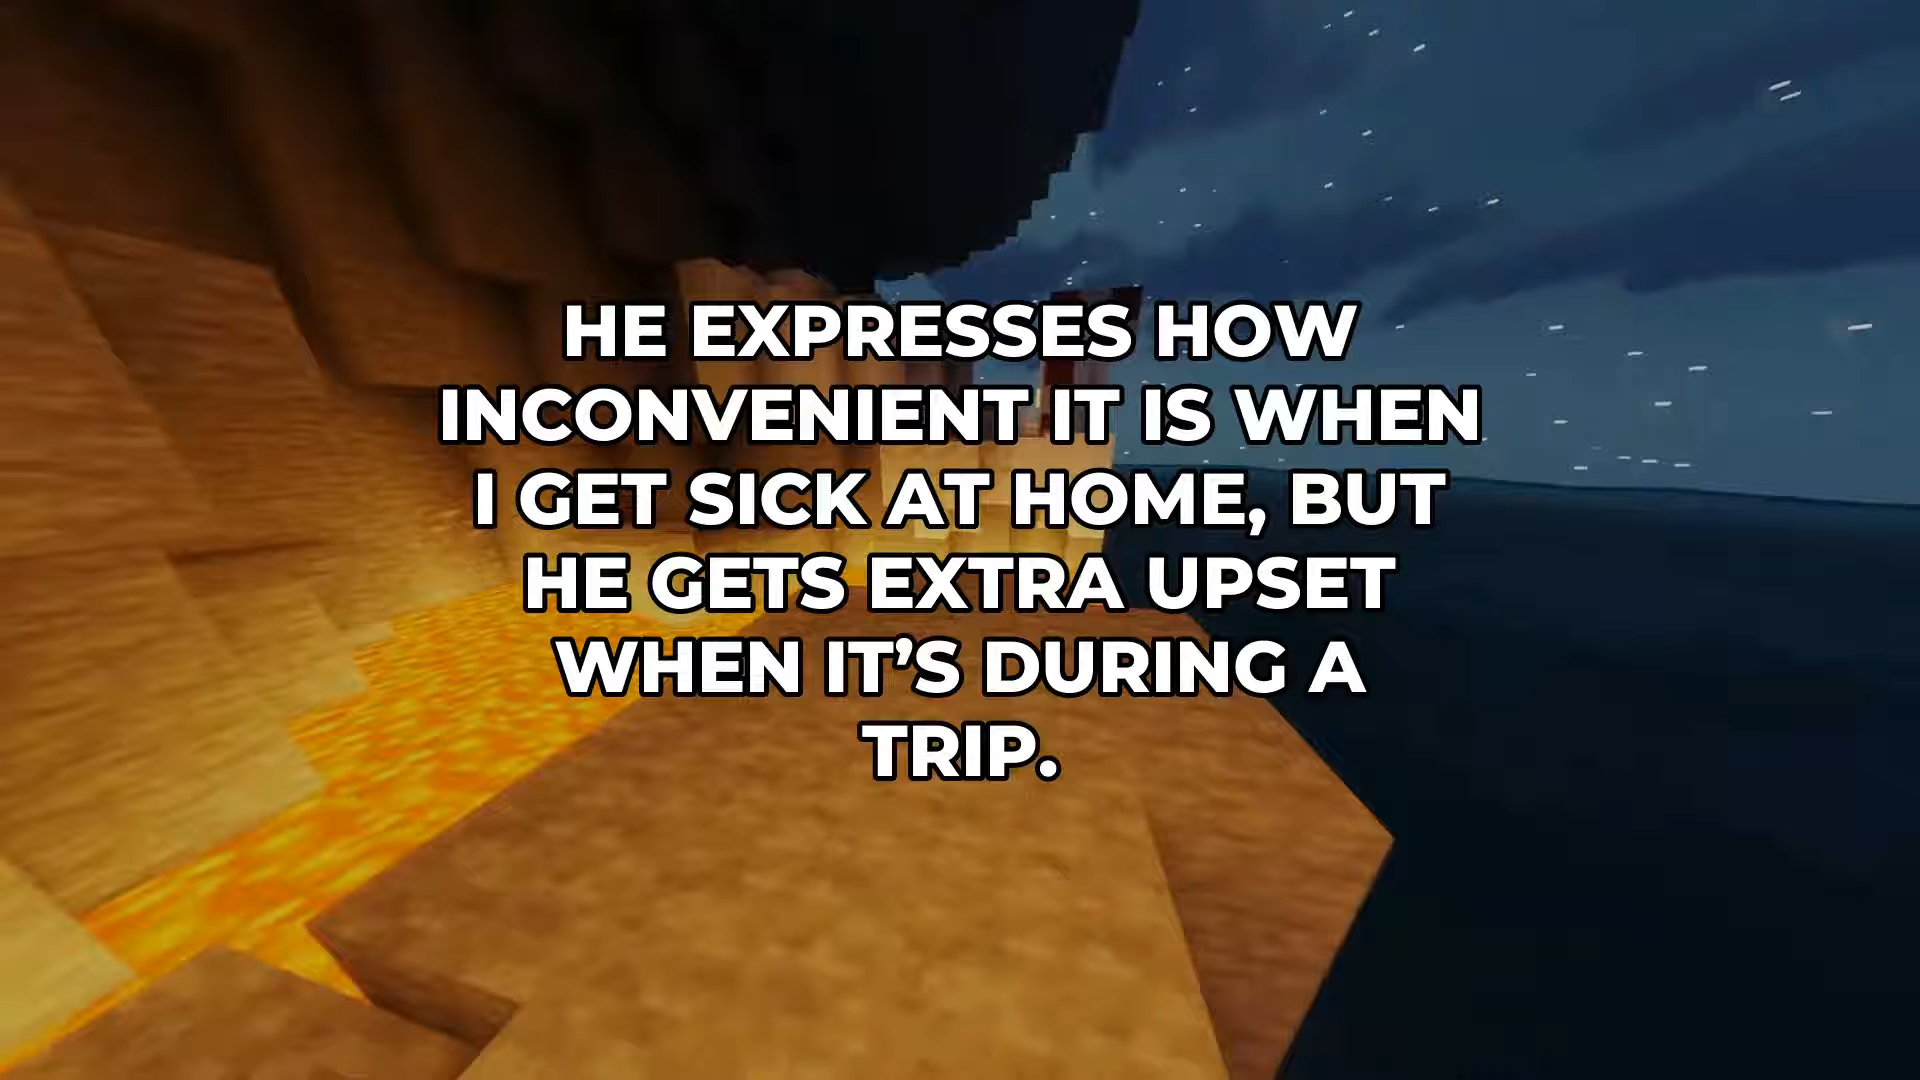 HE EXPRESSES HOW
INCONVENIENT IT IS WHEN
I GET SICK AT HOME, BUT
HE GETS EXTRA UPSET
WHEN IT’S DURING A
TRIP.